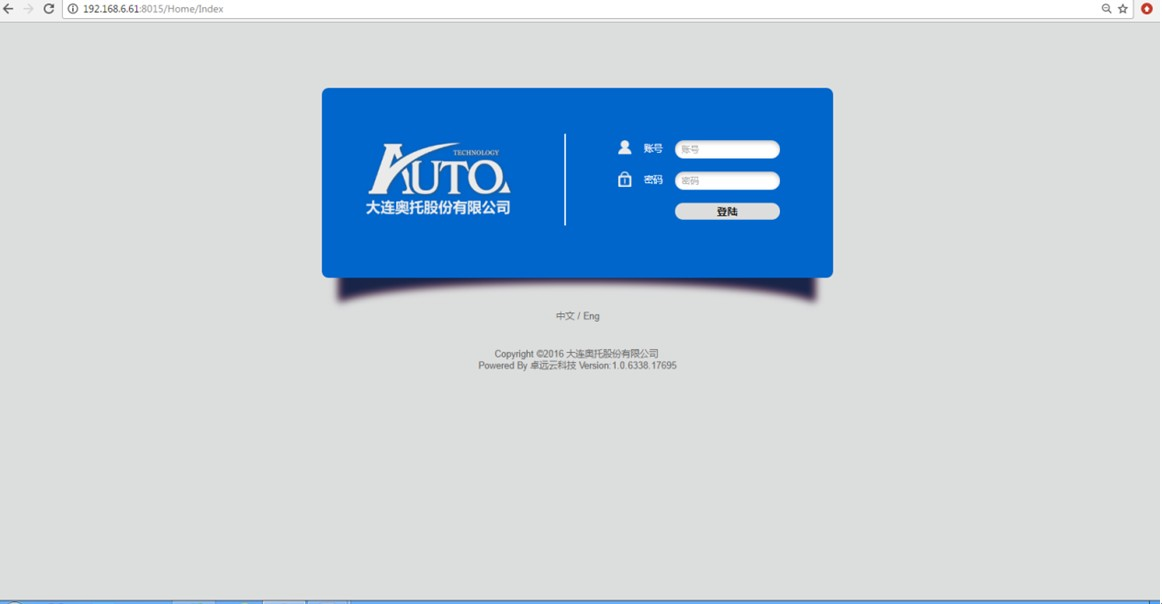 192.168.6.61:8015/Home/Index
TECHNOLOGY
AUTO
大连奥托股份有限公司
账号 账号
密码 密码
登陆
中文 / Eng
Copyright ©2016 大连奥托股份有限公司
Powered By 卓远云科技 Version:1.0.6338.17695